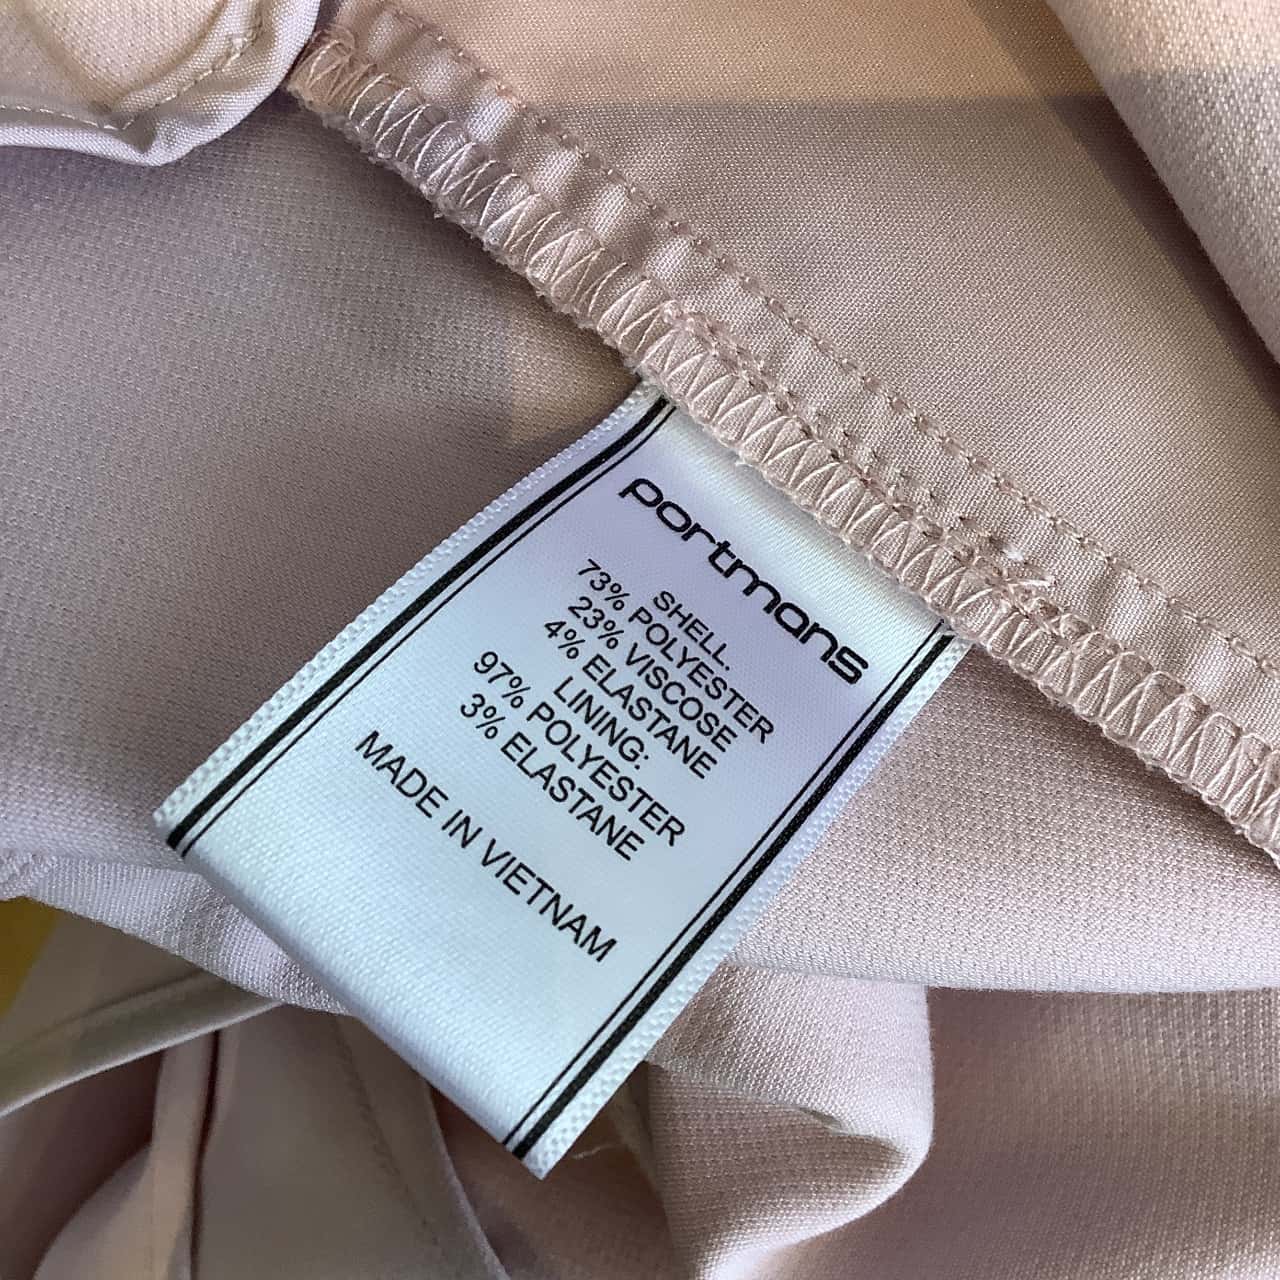 portmans
SHELL.
73% POLYESTER
23% VISCOSE
4% ELASTANE
LINING:
97% POLYESTER
3% ELASTANE
MADE IN VIETNAM